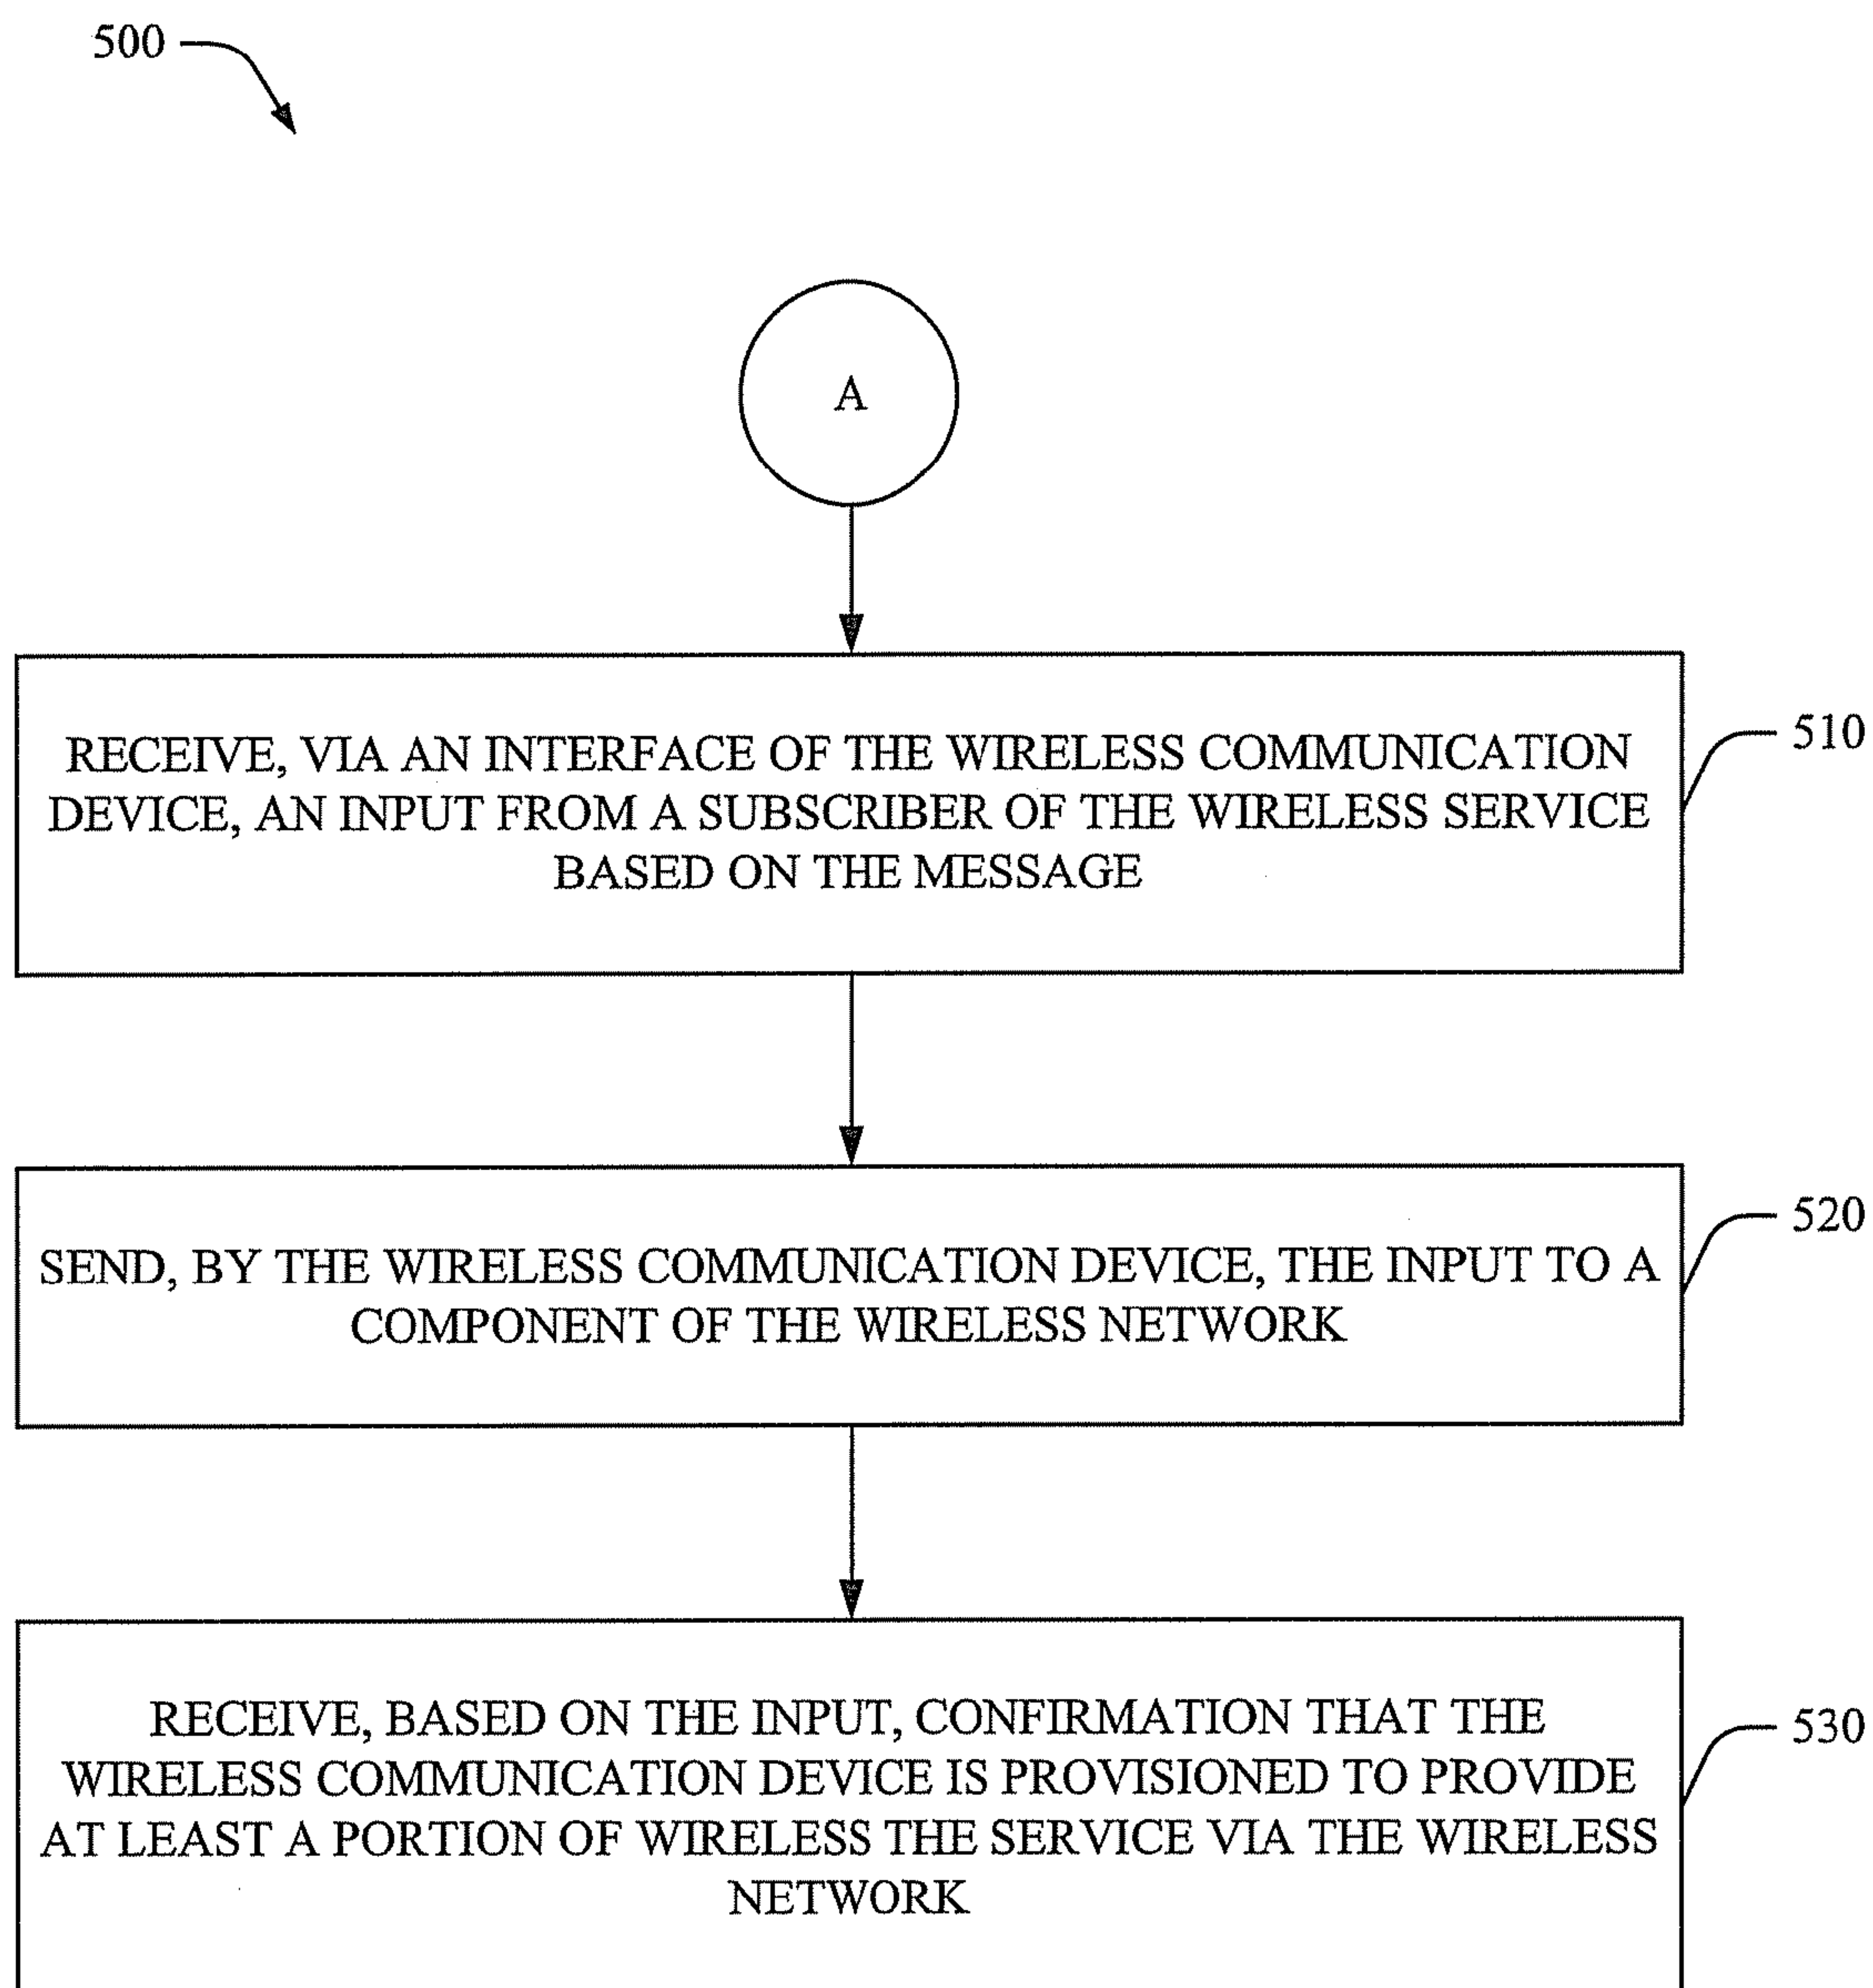 500
A
RECEIVE, VIA AN INTERFACE OF THE WIRELESS COMMUNICATION
DEVICE, AN INPUT FROM A SUBSCRIBER OF THE WIRELESS SERVICE
BASED ON THE MESSAGE
510
SEND, BY THE WIRELESS COMMUNICATION DEVICE, THE INPUT TO A
COMPONENT OF THE WIRELESS NETWORK
520
RECEIVE, BASED ON THE INPUT, CONFIRMATION THAT THE
WIRELESS COMMUNICATION DEVICE IS PROVISIONED TO PROVIDE
AT LEAST A PORTION OF WIRELESS THE SERVICE VIA THE WIRELESS
NETWORK
530